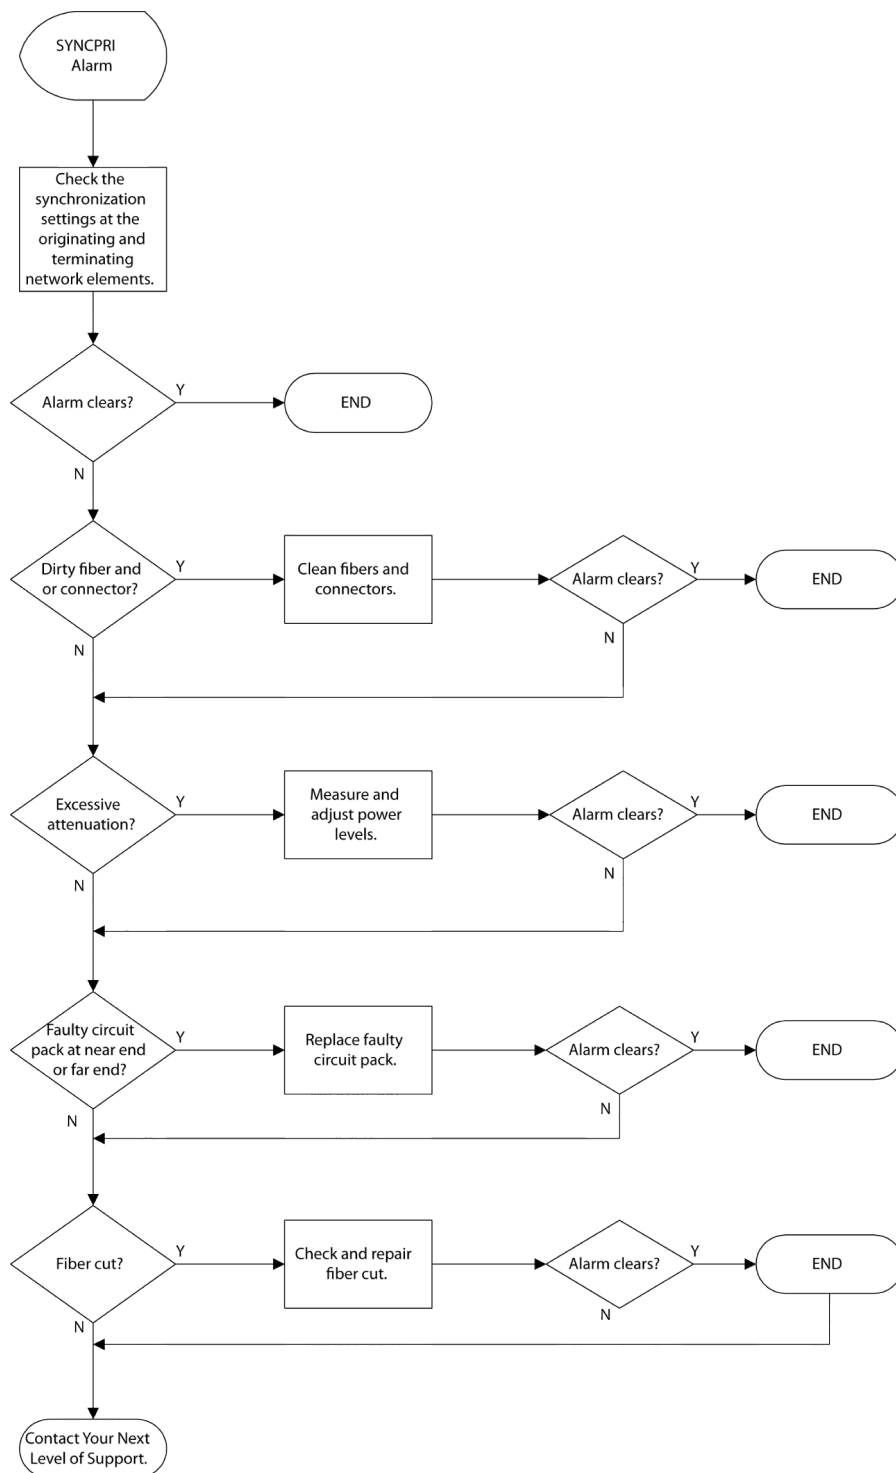 SYNCPRI
Alarm
Check the
synchronization
settings at the
originating and
terminating
network elements.
Alarm clears?
Y
END
N
Dirty fiber and
or connector?
Y
Clean fibers and
connectors.
Alarm clears?
Y
END
N
N
Excessive
attenuation?
Y
Measure and
adjust power
levels.
Alarm clears?
Y
END
N
N
Faulty circuit
pack at near end
or far end?
Y
Replace faulty
circuit pack.
Alarm clears?
Y
END
N
N
Fiber cut?
Y
Check and repair
fiber cut.
Alarm clears?
Y
END
N
N
Contact Your Next
Level of Support.